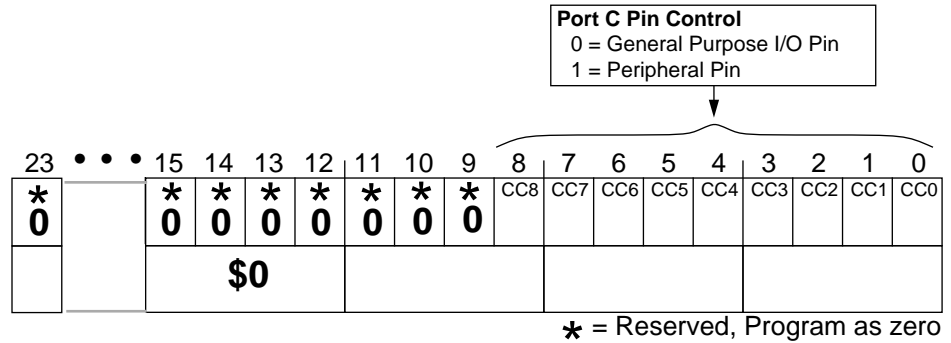 Port C Pin Control
0 = General Purpose I/O Pin
1 = Peripheral Pin
23 • • • 15 14 13 12 11 10 9 8 7 6 5 4 3 2 1 0
* * * * * * * * CC8 CC7 CC6 CC5 CC4 CC3 CC2 CC1 CC0
0 0 0 0 0 0 0 0
$0
* = Reserved, Program as zero